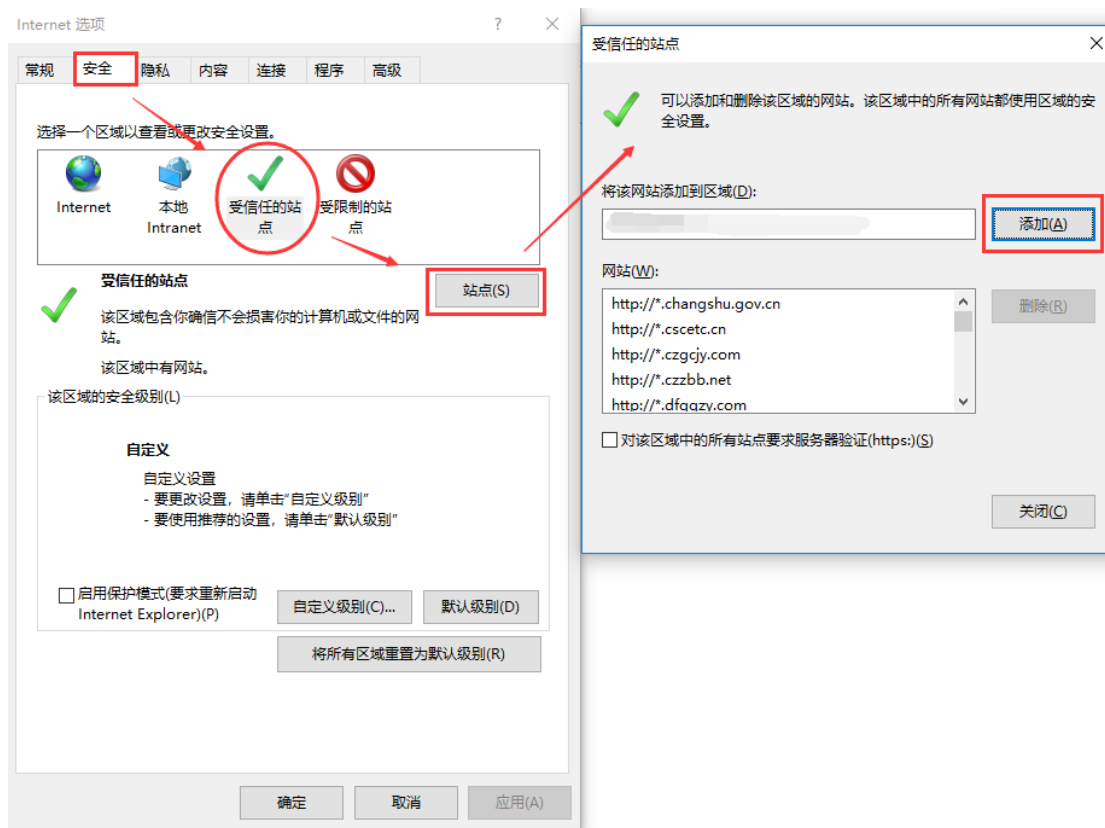 Internet 选项
常规 安全 隐私 内容 连接 程序 高级
选择一个区域以查看或更改安全设置。
Internet
本地
Intranet
受信任的站
点
受限制的站
点
受信任的站点
站点(S)
该区域包含你确信不会损害你的计算机或文件的网
站。
该区域中有网站。
该区域的安全级别(L)
自定义
自定义设置
- 要更改设置，请单击“自定义级别”
- 要使用推荐的设置，请单击“默认级别”
启用保护模式(要求重新启动
Internet Explorer)(P)
自定义级别(C)...
默认级别(D)
将所有区域重置为默认级别(R)
确定
取消
应用(A)
受信任的站点
可以添加和删除该区域的网站。该区域中的所有网站都使用区域的安
全设置。
将该网站添加到区域(D):
添加(A)
网站(W):
http://*.changshu.gov.cn
http://*.cscetc.cn
http://*.czgcjy.com
http://*.czzbb.net
http://*.dfggzy.com
删除(R)
对该区域中的所有站点要求服务器验证(https:)(S)
关闭(C)